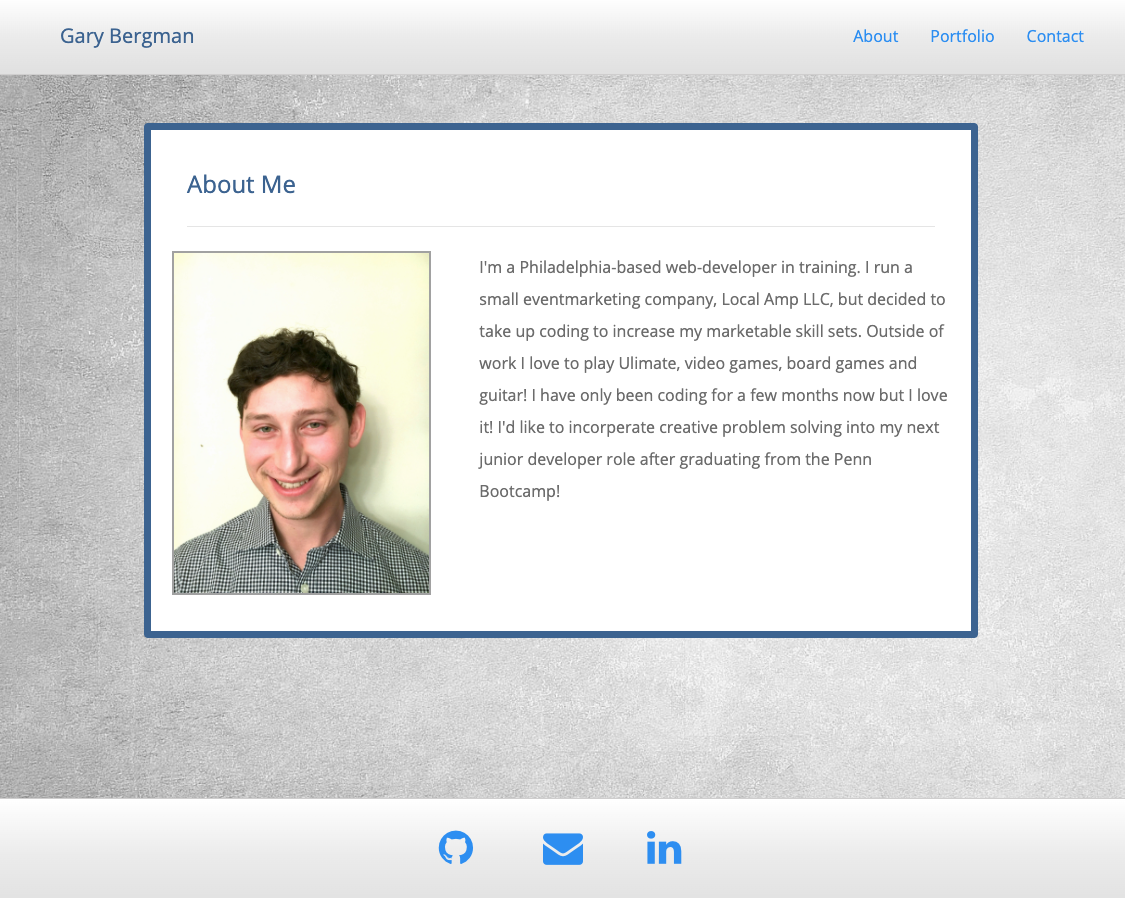 Gary Bergman
About
Portfolio
Contact
About Me
I'm a Philadelphia-based web-developer in training. I run a
small eventmarketing company, Local Amp LLC, but decided to
take up coding to increase my marketable skill sets. Outside of
work I love to play Ulimate, video games, board games and
guitar! I have only been coding for a few months now but I love
it! I'd like to incorperate creative problem solving into my next
junior developer role after graduating from the Penn
Bootcamp!